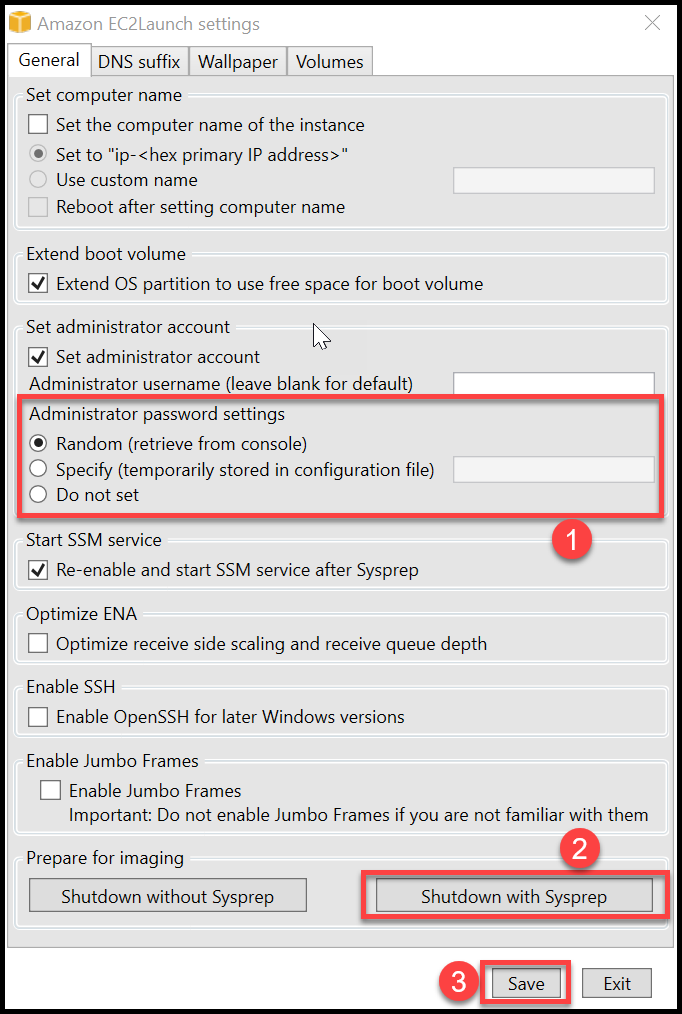 Amazon EC2Launch settings
General DNS suffix Wallpaper Volumes
Set computer name
Set the computer name of the instance
Set to "ip-<hex primary IP address>"
Use custom name
Reboot after setting computer name
Extend boot volume
Extend OS partition to use free space for boot volume
Set administrator account
Set administrator account
Administrator username (leave blank for default)
Administrator password settings
Random (retrieve from console)
Specify (temporarily stored in configuration file)
Do not set
1
Start SSM service
Re-enable and start SSM service after Sysprep
Optimize ENA
Optimize receive side scaling and receive queue depth
Enable SSH
Enable OpenSSH for later Windows versions
Enable Jumbo Frames
Enable Jumbo Frames
Important: Do not enable Jumbo Frames if you are not familiar with them
Prepare for imaging
2
Shutdown without Sysprep Shutdown with Sysprep
3 Save Exit